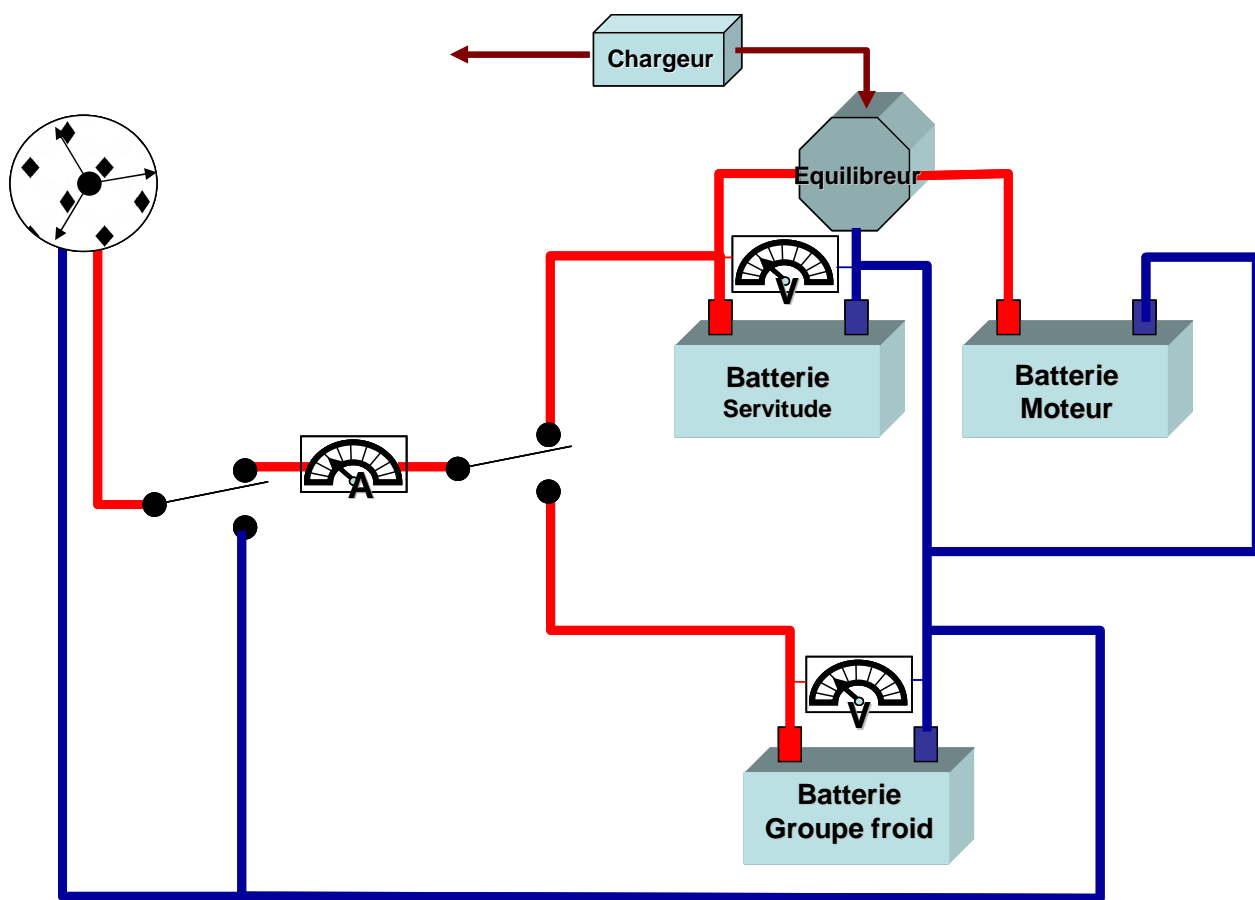 Chargeur
Equilibreur
V
Batterie
Servitude
Batterie
Moteur
A
V
Batterie
Groupe froid